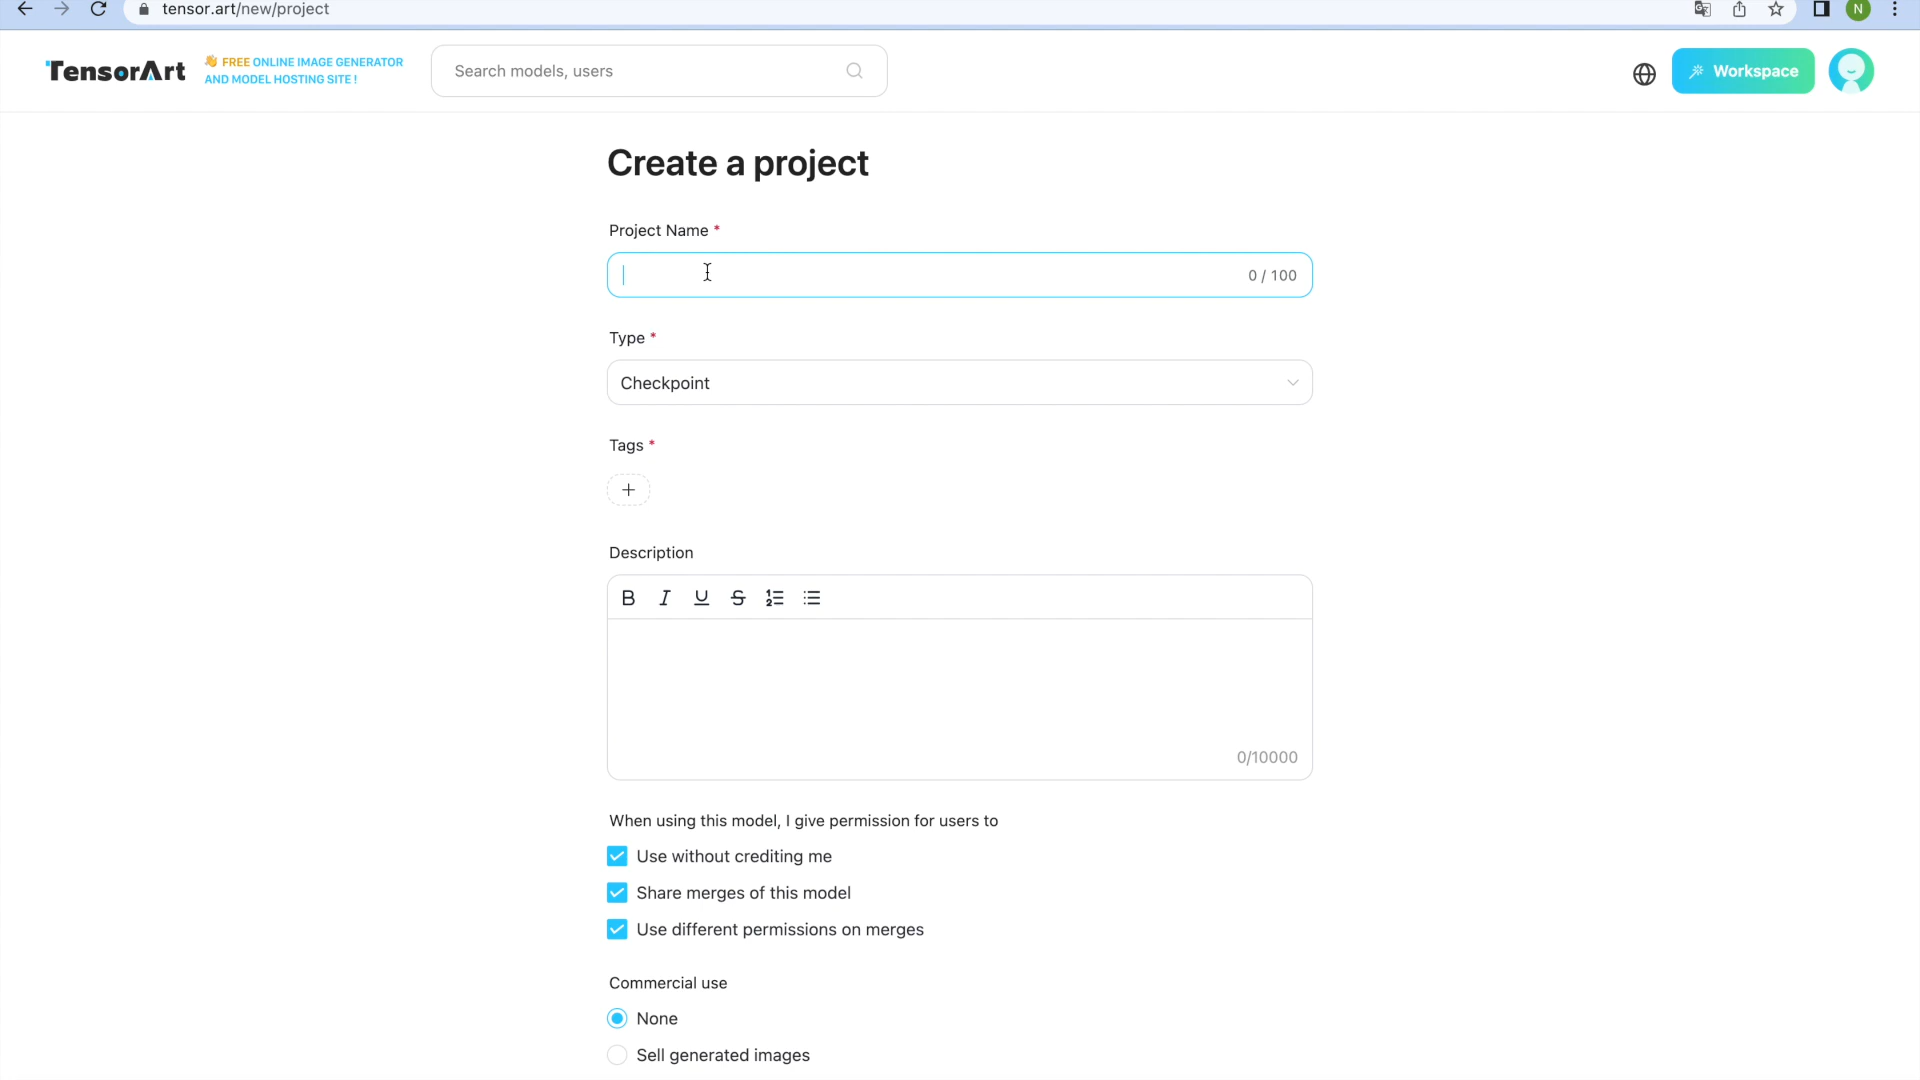 tensor.art/new/project
N
TensorArt
👋 FREE ONLINE IMAGE GENERATOR
AND MODEL HOSTING SITE !
Search models, users
Workspace
Create a project
Project Name *
0 / 100
Type *
Checkpoint
Tags *
+
Description
B I U S
0/10000
When using this model, I give permission for users to
Use without crediting me
Share merges of this model
Use different permissions on merges
Commercial use
None
Sell generated images